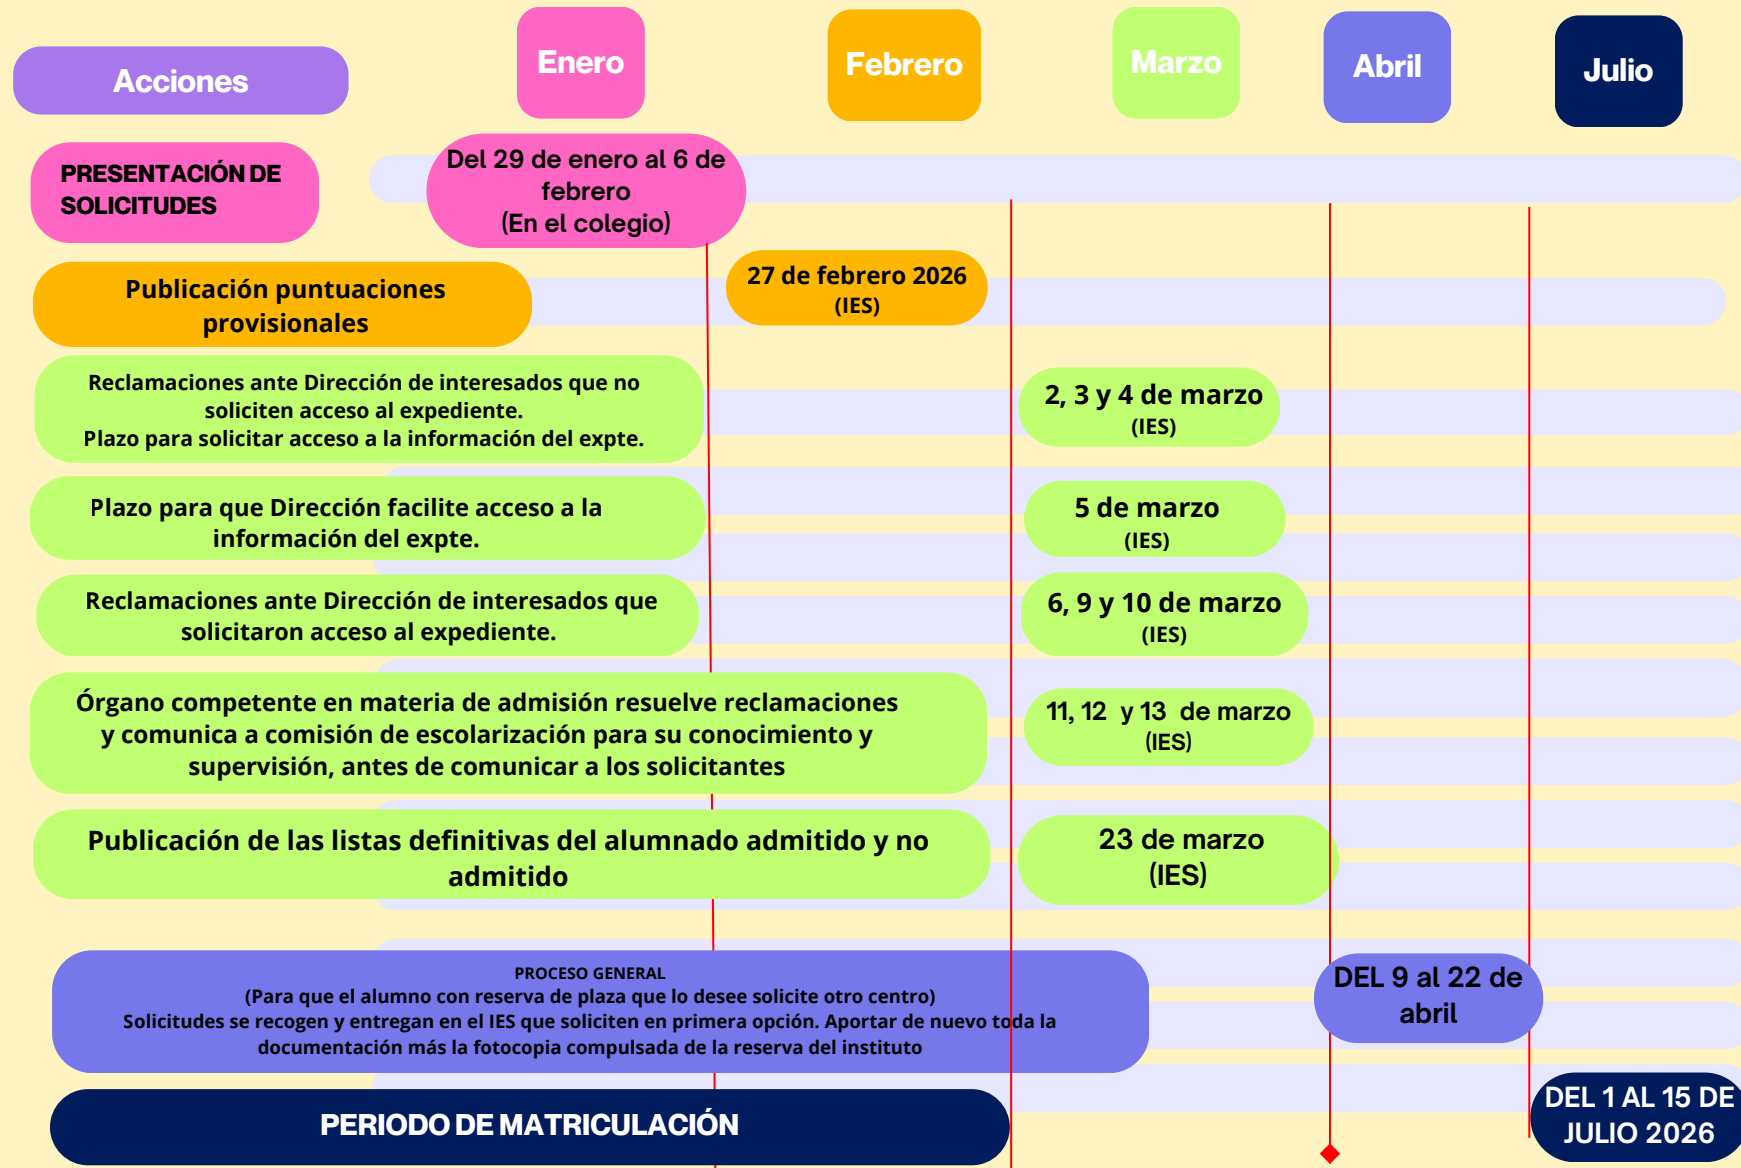 Acciones
Enero
Febrero
Marzo
Abril
Julio
PRESENTACIÓN DE
SOLICITUDES
Del 29 de enero al 6 de
febrero
(En el colegio)
Publicación puntuaciones
provisionales
27 de febrero 2026
(IES)
Reclamaciones ante Dirección de interesados que no
soliciten acceso al expediente.
Plazo para solicitar acceso a la información del expte.
2, 3 y 4 de marzo
(IES)
Plazo para que Dirección facilite acceso a la
información del expte.
5 de marzo
(IES)
Reclamaciones ante Dirección de interesados que
solicitaron acceso al expediente.
6, 9 y 10 de marzo
(IES)
Órgano competente en materia de admisión resuelve reclamaciones
y comunica a comisión de escolarización para su conocimiento y
supervisión, antes de comunicar a los solicitantes
11, 12 y 13 de marzo
(IES)
Publicación de las listas definitivas del alumnado admitido y no
admitido
23 de marzo
(IES)
PROCESO GENERAL
(Para que el alumno con reserva de plaza que lo desee solicite otro centro)
Solicitudes se recogen y entregan en el IES que soliciten en primera opción. Aportar de nuevo toda la
documentación más la fotocopia compulsada de la reserva del instituto
DEL 9 al 22 de
abril
PERIODO DE MATRICULACIÓN
DEL 1 AL 15 DE
JULIO 2026